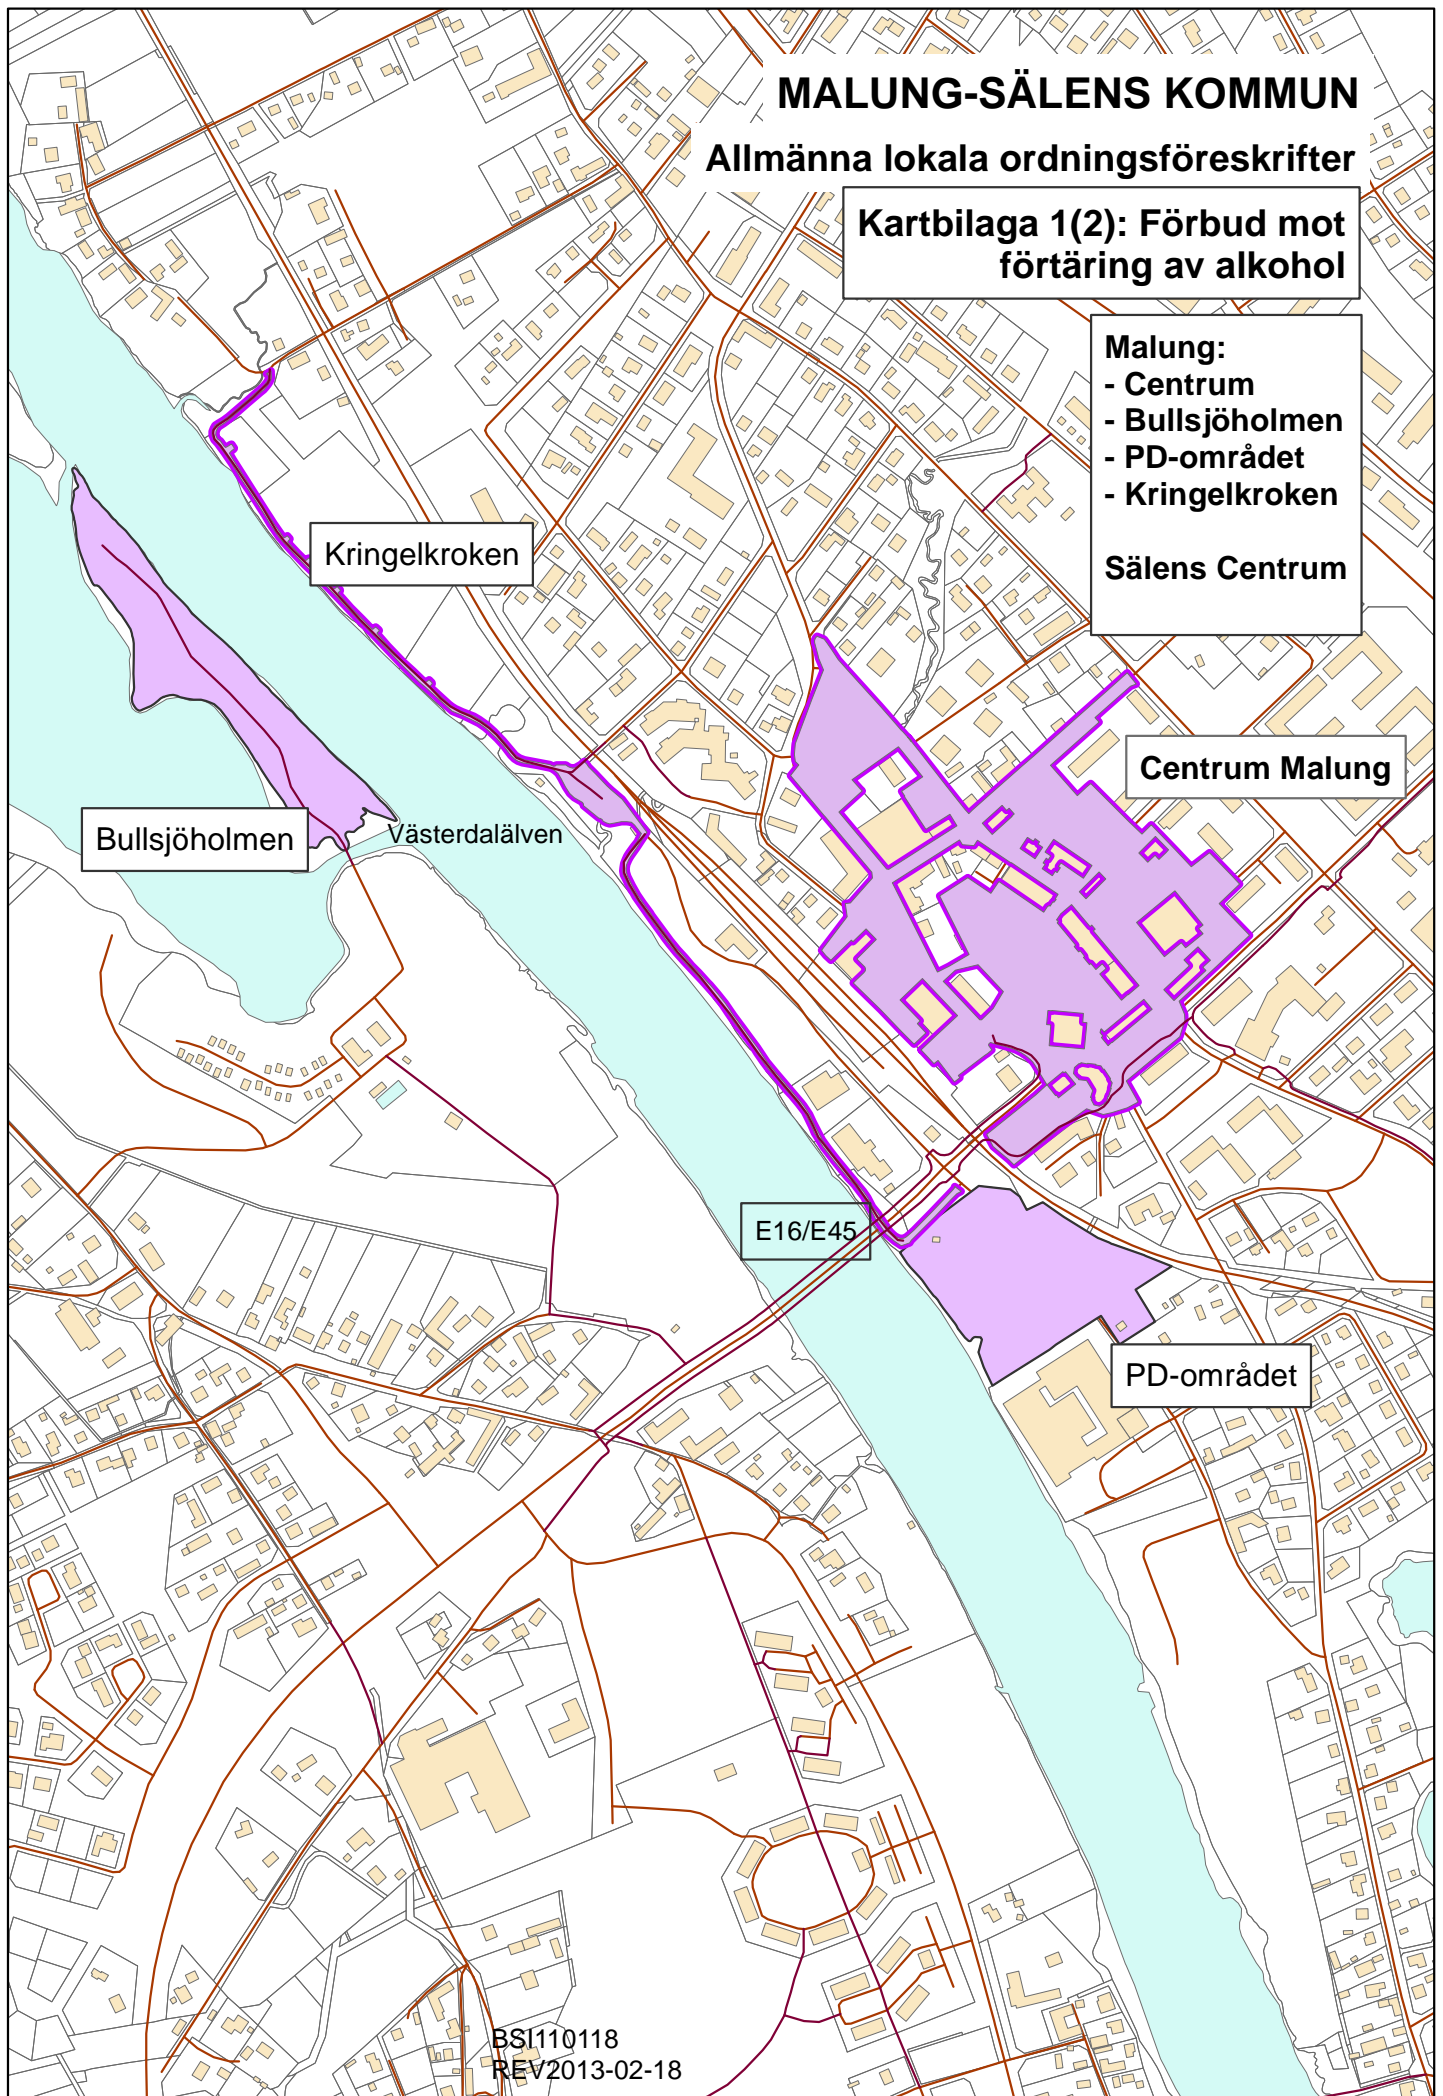 MALUNG-SÄLENS KOMMUN
Allmänna lokala ordningsföreskrifter
Kartbilaga 1(2): Förbud mot
förtäring av alkohol
Malung:
- Centrum
- Bullsjöholmen
- PD-området
- Kringelkroken
Sälens Centrum
Kringelkroken
Centrum Malung
Bullsjöholmen
Västerdalälven
E16/E45
PD-området
BSI110118
REV2013-02-18